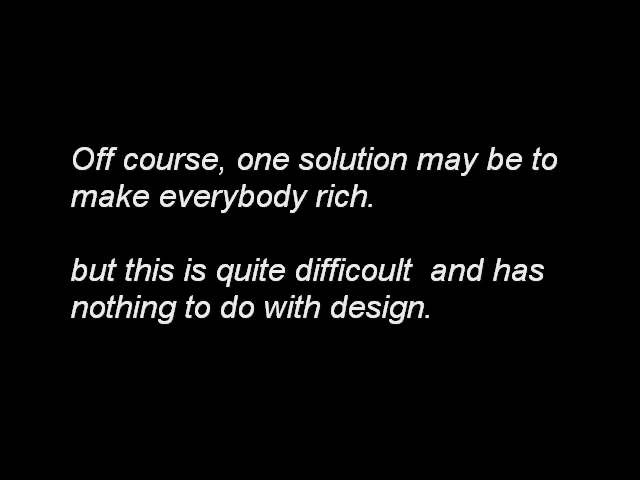 Off course, one solution may be to
make everybody rich.
but this is quite difficoult  and has
nothing to do with design.